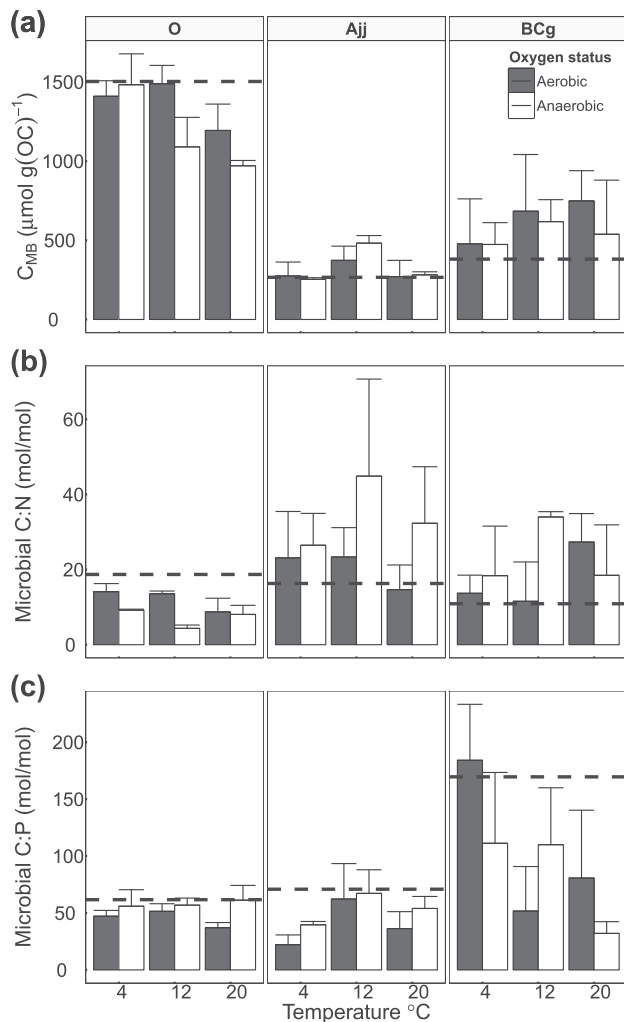 (a)
O Ajj BCg
Oxygen status
Aerobic
Anaerobic
C_MB (μmol g(OC)⁻¹)
1500
1000
500
0
(b)
Microbial C:N (mol/mol)
60
40
20
0
(c)
Microbial C:P (mol/mol)
200
150
100
50
0
4 12 20 4 12 20 4 12 20
Temperature °C